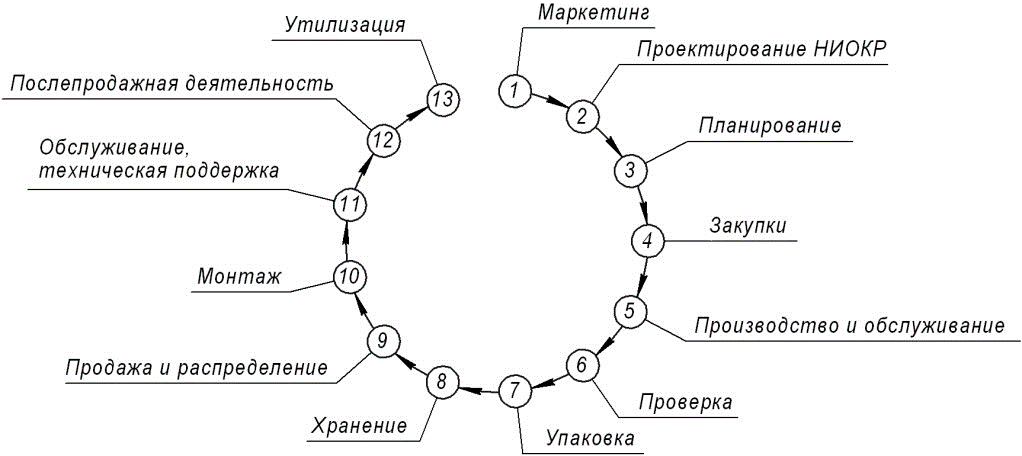 1
Маркетинг
2
Проектирование НИОКР
3
Планирование
4
Закупки
5
Производство и обслуживание
6
Проверка
7
Упаковка
8
Хранение
9
Продажа и распределение
10
Монтаж
11
Обслуживание,
техническая поддержка
12
Послепродажная деятельность
13
Утилизация